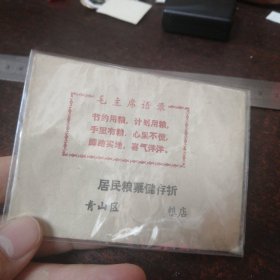 毛主席语录
节约用粮，计划用粮，
手里有粮，心里不慌，
脚踏实地，喜气洋洋，
居民粮票储存折
青山区 粮店